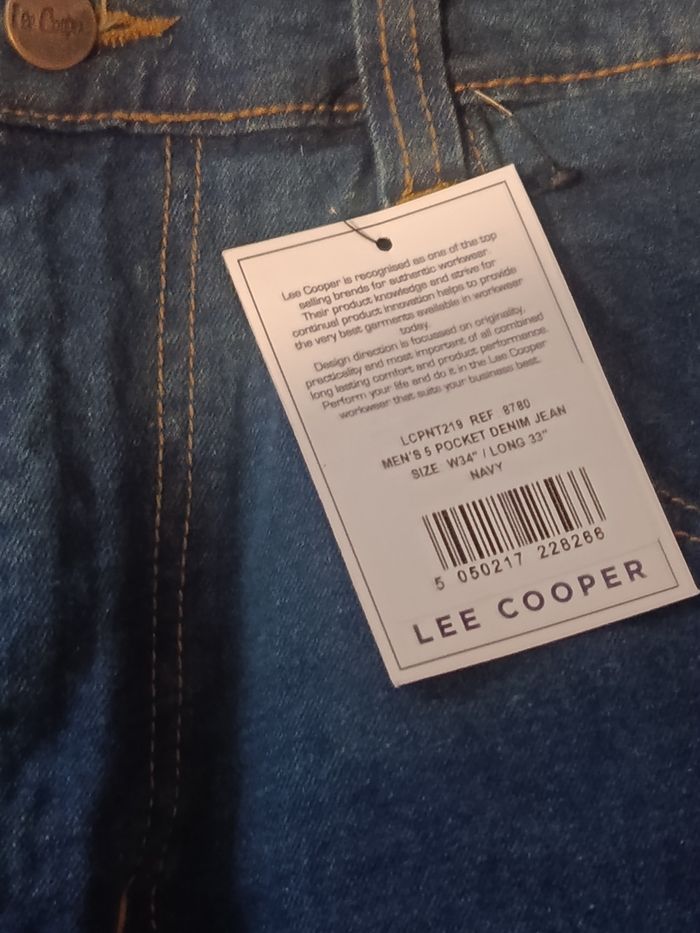 Lee Cooper
Lee Cooper is recognised as one of the top
selling brands for authentic workwear.
Their product knowledge and strive for
continual product innovation helps to provide
the very best garments available in workwear
today.
Design direction is focussed on originality,
practicality and most important of all combined
long lasting comfort and product performance.
Perform your life and do it in the Lee Cooper
workwear that suits your business best.
LCPNT219 REF 8780
MEN'S 5 POCKET DENIM JEAN
SIZE W34" / LONG 33"
NAVY
5 050217 228286
LEE COOPER